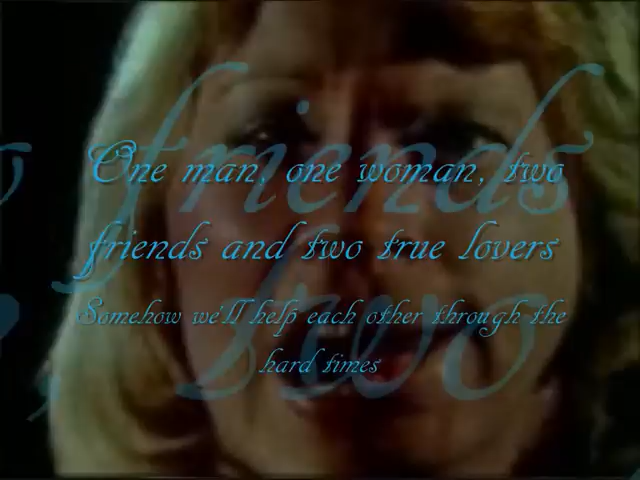 One man, one woman, two
friends and two true lovers
Somehow we'll help each other through the
hard times
friends
two